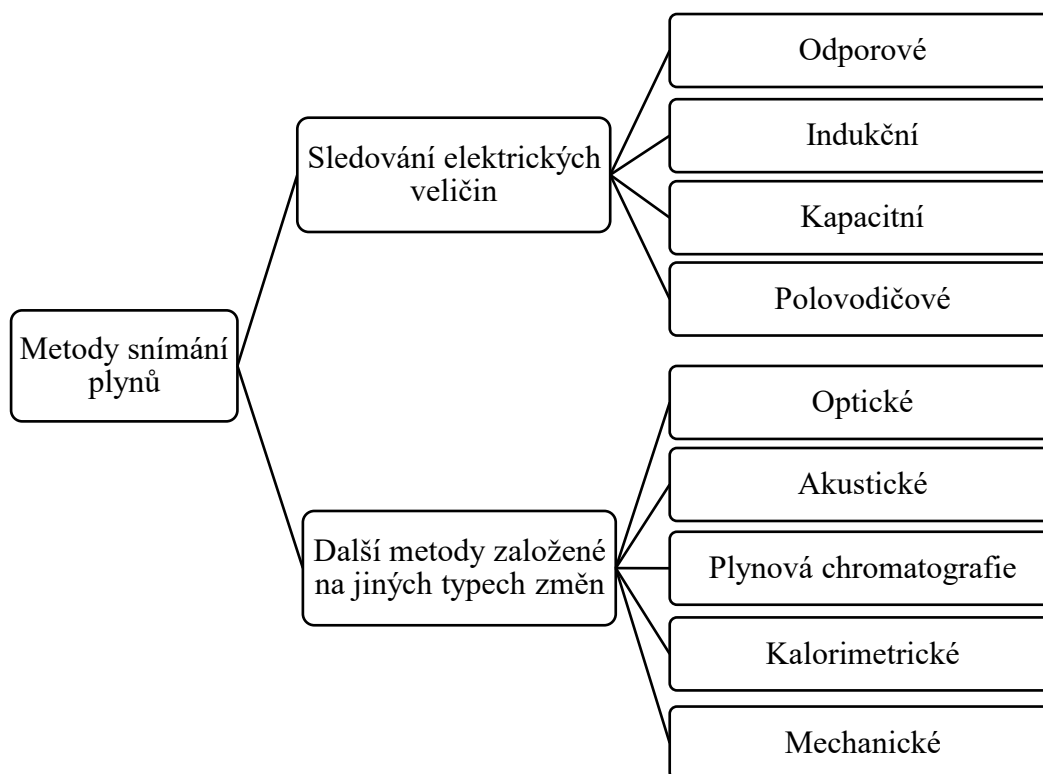 Metody snímání
plynů
Sledování elektrických
veličin
Odporové
Indukční
Kapacitní
Polovodičové
Další metody založené
na jiných typech změn
Optické
Akustické
Plynová chromatografie
Kalorimetrické
Mechanické